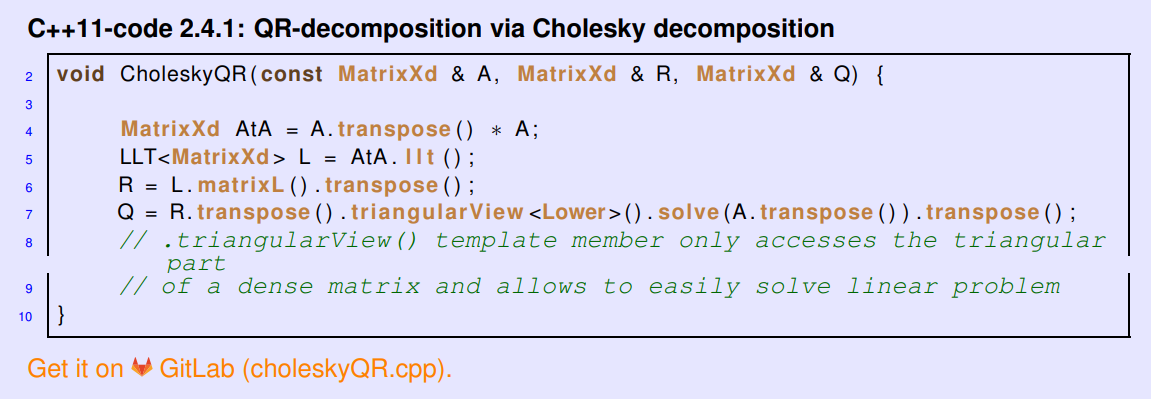 C++11-code 2.4.1: QR-decomposition via Cholesky decomposition
2 void CholeskyQR(const MatrixXd & A, MatrixXd & R, MatrixXd & Q) {
3
4 MatrixXd AtA = A.transpose() * A;
5 LLT<MatrixXd> L = AtA.llt();
6 R = L.matrixL().transpose();
7 Q = R.transpose().triangularView<Lower>().solve(A.transpose()).transpose();
8 // .triangularView() template member only accesses the triangular
part
9 // of a dense matrix and allows to easily solve linear problem
10 }
Get it on GitLab (choleskyQR.cpp).